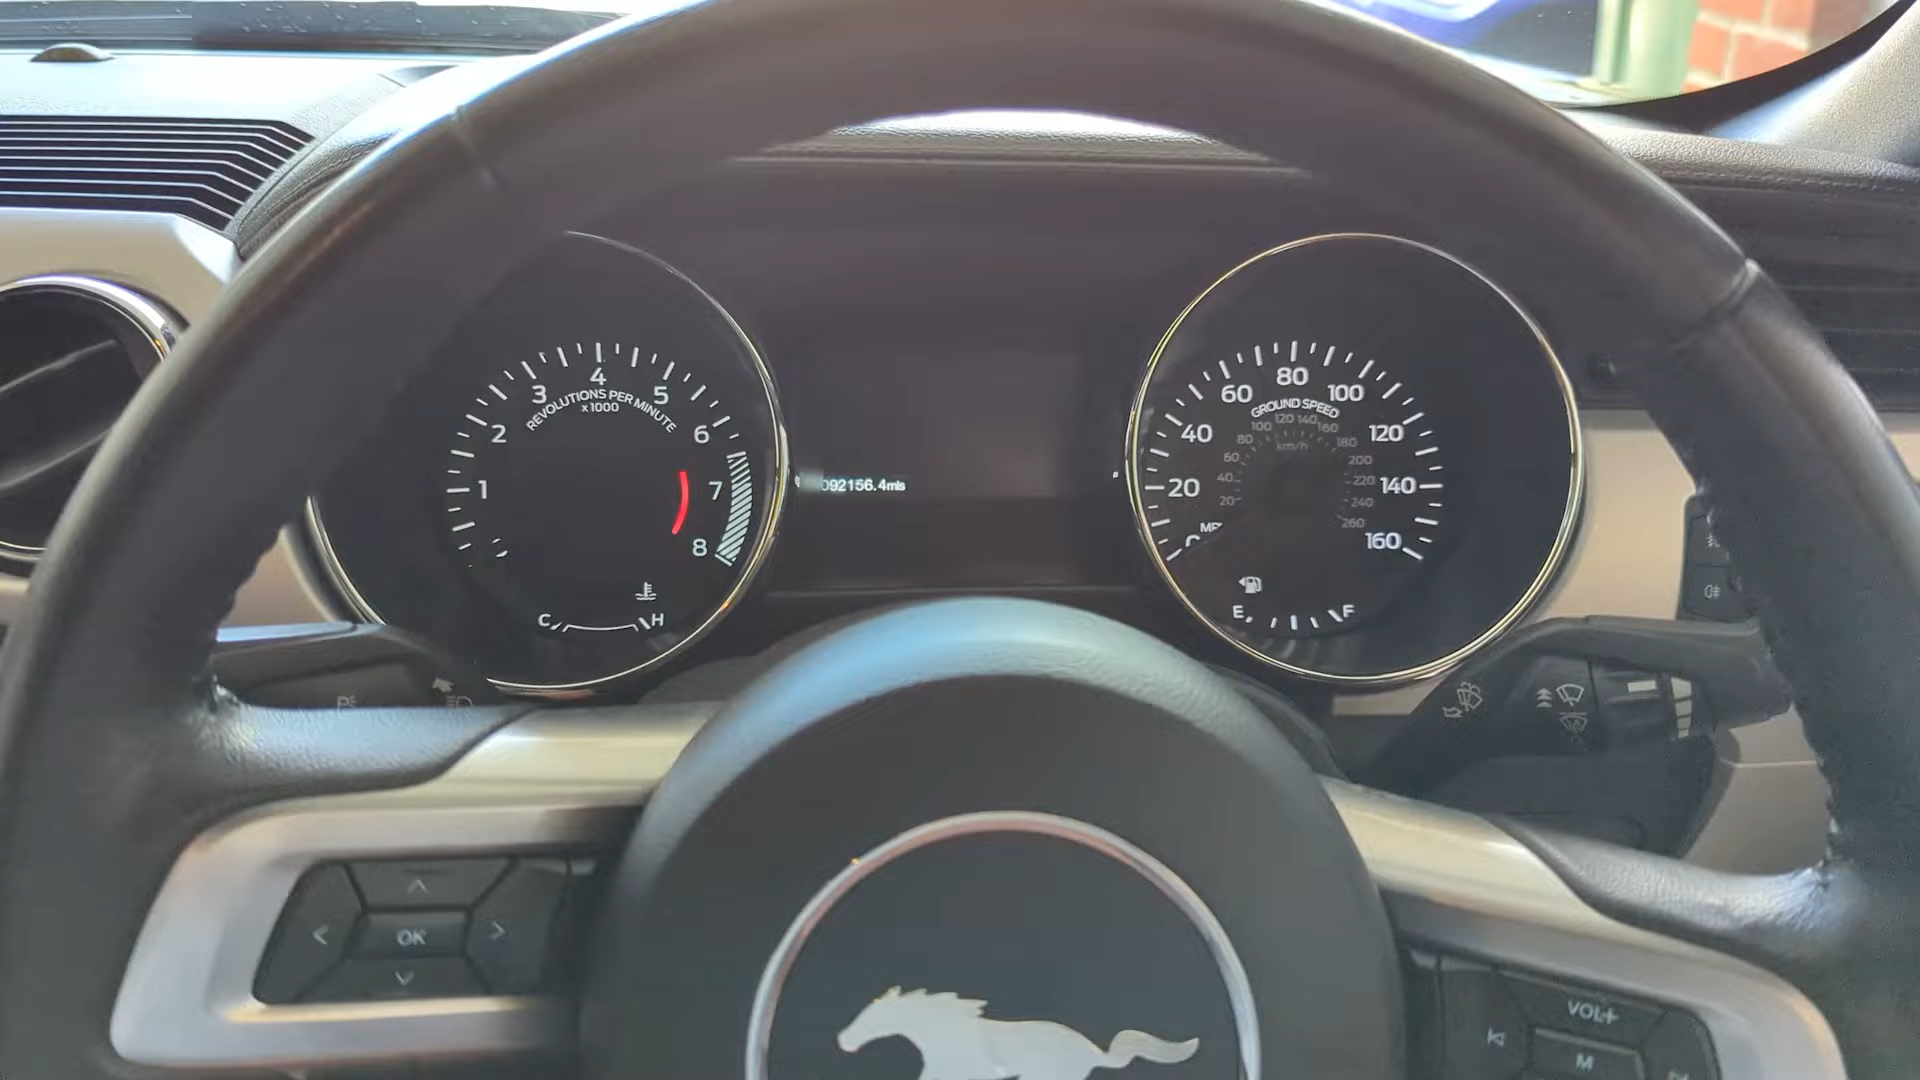 4
3
5
REVOLUTIONS PER MINUTE
x1000
2
6
1
7
8
C
H
092156.4mls
80
60
100
GROUND SPEED
120 140
100 160
40
120
80 km/h 180
60 200
20
40 220
140
20 240
260
160
E
F
OK
VOL+
M